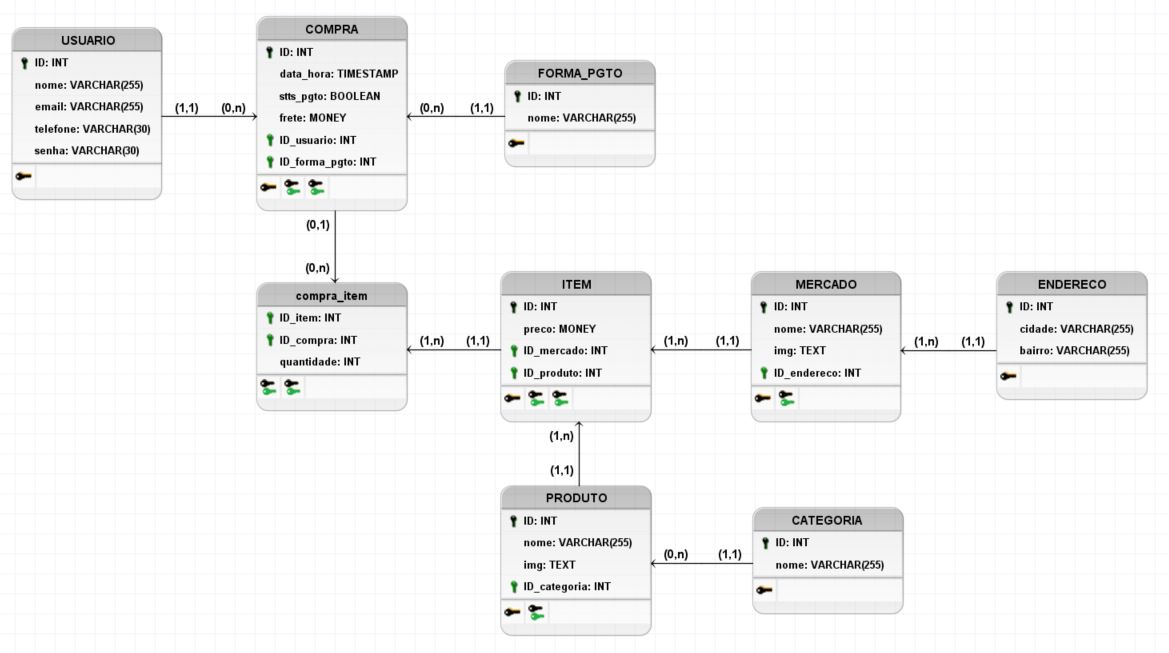 USUARIO
ID: INT
nome: VARCHAR(255)
email: VARCHAR(255)
telefone: VARCHAR(30)
senha: VARCHAR(30)
(1,1)
(0,n)
COMPRA
ID: INT
data_hora: TIMESTAMP
stts_pgto: BOOLEAN
frete: MONEY
ID_usuario: INT
ID_forma_pgto: INT
(0,n)
(1,1)
FORMA_PGTO
ID: INT
nome: VARCHAR(255)
(0,1)
(0,n)
compra_item
ID_item: INT
ID_compra: INT
quantidade: INT
(1,n)
(1,1)
ITEM
ID: INT
preco: MONEY
ID_mercado: INT
ID_produto: INT
(1,n)
(1,1)
MERCADO
ID: INT
nome: VARCHAR(255)
img: TEXT
ID_endereco: INT
(1,n)
(1,1)
ENDERECO
ID: INT
cidade: VARCHAR(255)
bairro: VARCHAR(255)
(1,n)
(1,1)
PRODUTO
ID: INT
nome: VARCHAR(255)
img: TEXT
ID_categoria: INT
(0,n)
(1,1)
CATEGORIA
ID: INT
nome: VARCHAR(255)